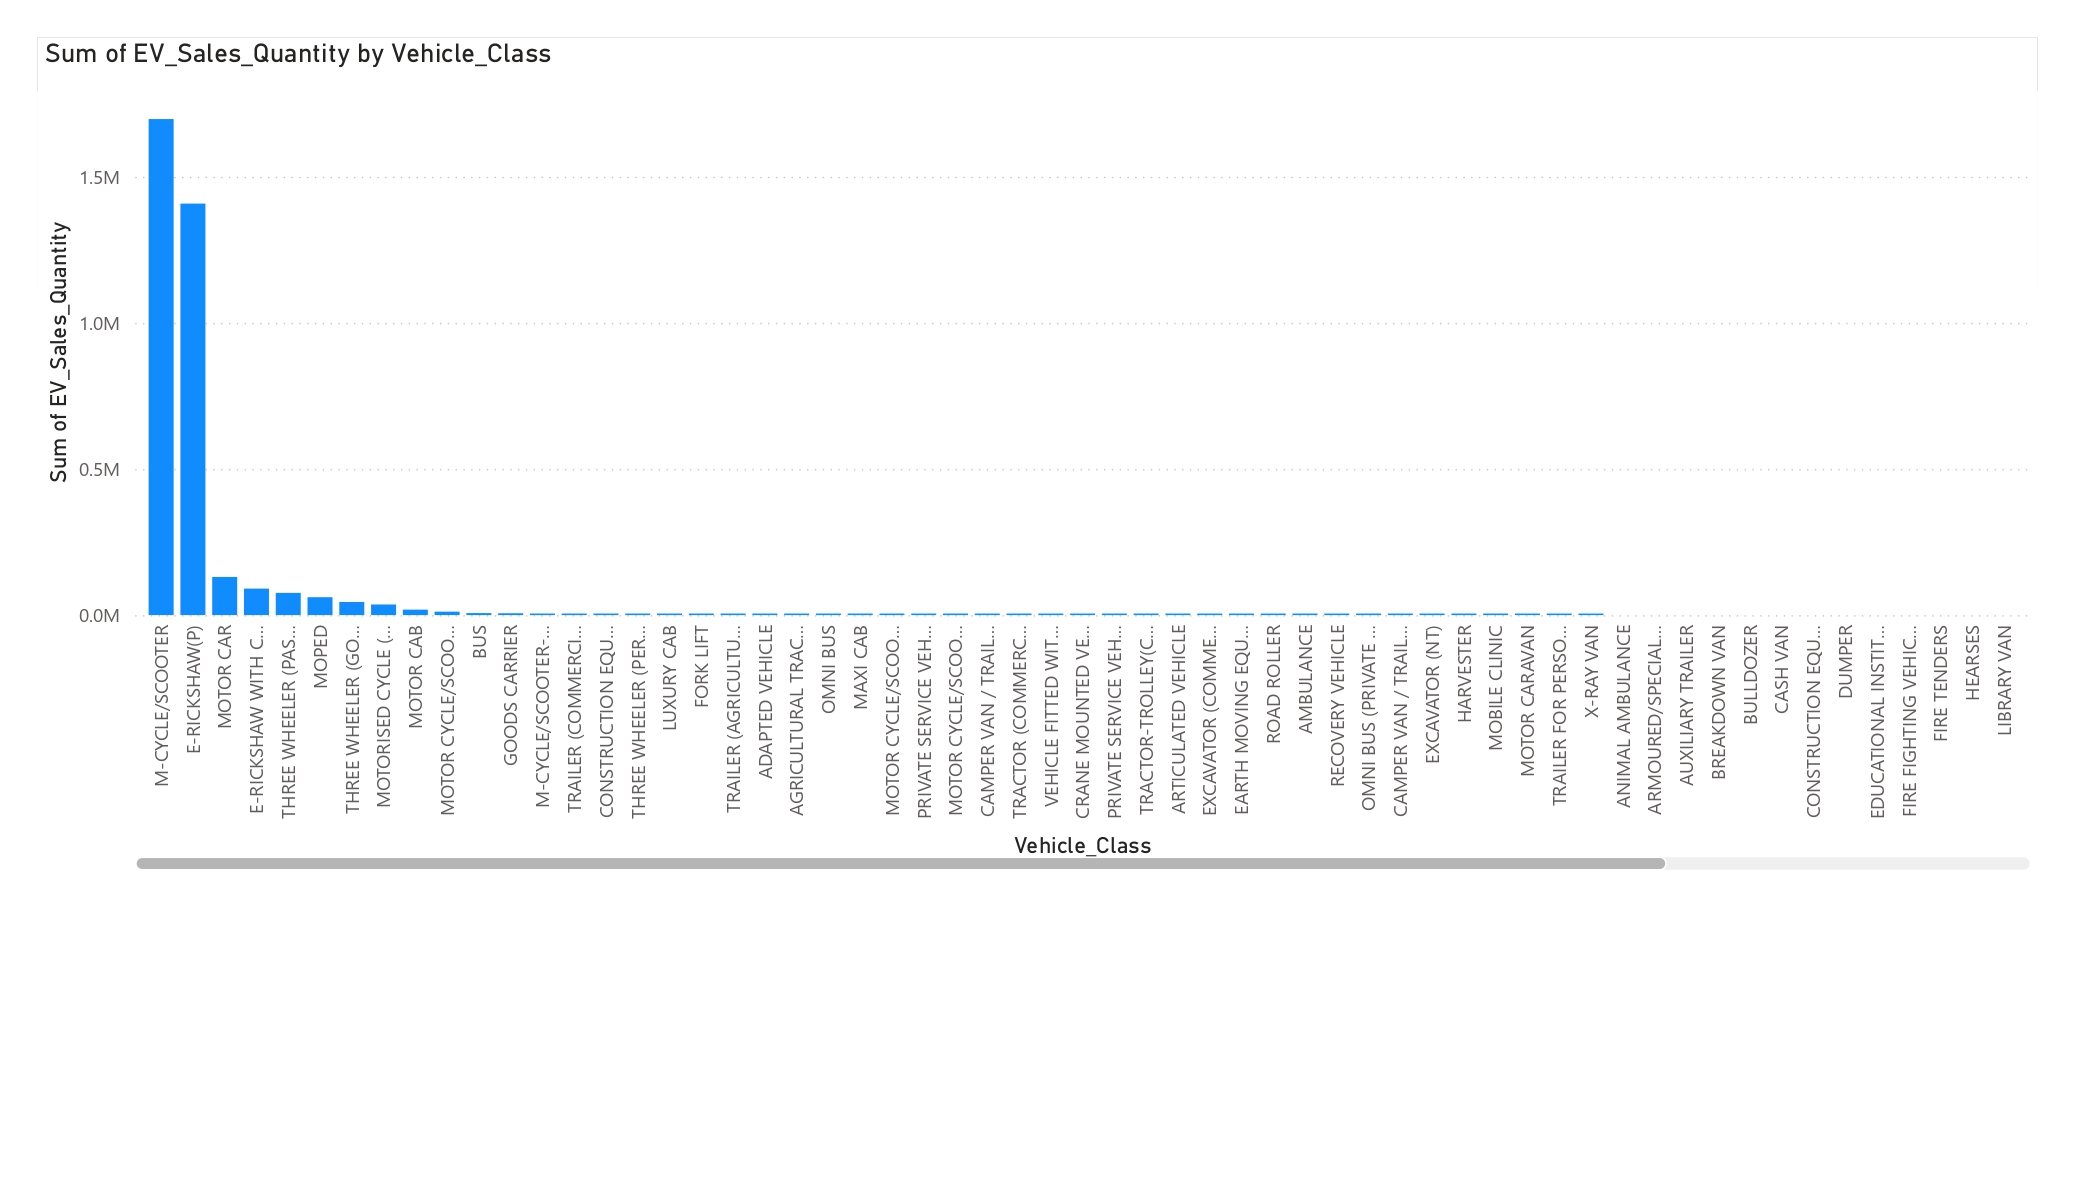 Sum of EV_Sales_Quantity by Vehicle_Class
Sum of EV_Sales_Quantity
1.5M
1.0M
0.5M
0.0M
M-CYCLE/SCOOTER
E-RICKSHAW(P)
MOTOR CAR
E-RICKSHAW WITH C...
THREE WHEELER (PAS...
MOPED
THREE WHEELER (GO...
MOTORISED CYCLE (...
MOTOR CAB
MOTOR CYCLE/SCOO...
BUS
GOODS CARRIER
M-CYCLE/SCOOTER-...
TRAILER (COMMERCI...
CONSTRUCTION EQU...
THREE WHEELER (PER...
LUXURY CAB
FORK LIFT
TRAILER (AGRICULTU...
ADAPTED VEHICLE
AGRICULTURAL TRAC...
OMNI BUS
MAXI CAB
MOTOR CYCLE/SCOO...
PRIVATE SERVICE VEH...
MOTOR CYCLE/SCOO...
CAMPER VAN / TRAIL...
TRACTOR (COMMERC...
VEHICLE FITTED WIT...
CRANE MOUNTED VE...
PRIVATE SERVICE VEH...
TRACTOR-TROLLEY(C...
ARTICULATED VEHICLE
EXCAVATOR (COMME...
EARTH MOVING EQU...
ROAD ROLLER
AMBULANCE
RECOVERY VEHICLE
OMNI BUS (PRIVATE ...
CAMPER VAN / TRAIL...
EXCAVATOR (NT)
HARVESTER
MOBILE CLINIC
MOTOR CARAVAN
TRAILER FOR PERSO...
X-RAY VAN
ANIMAL AMBULANCE
ARMOURED/SPECIAL...
AUXILIARY TRAILER
BREAKDOWN VAN
BULLDOZER
CASH VAN
CONSTRUCTION EQU...
DUMPER
EDUCATIONAL INSTIT...
FIRE FIGHTING VEHIC...
FIRE TENDERS
HEARSES
LIBRARY VAN
Vehicle_Class